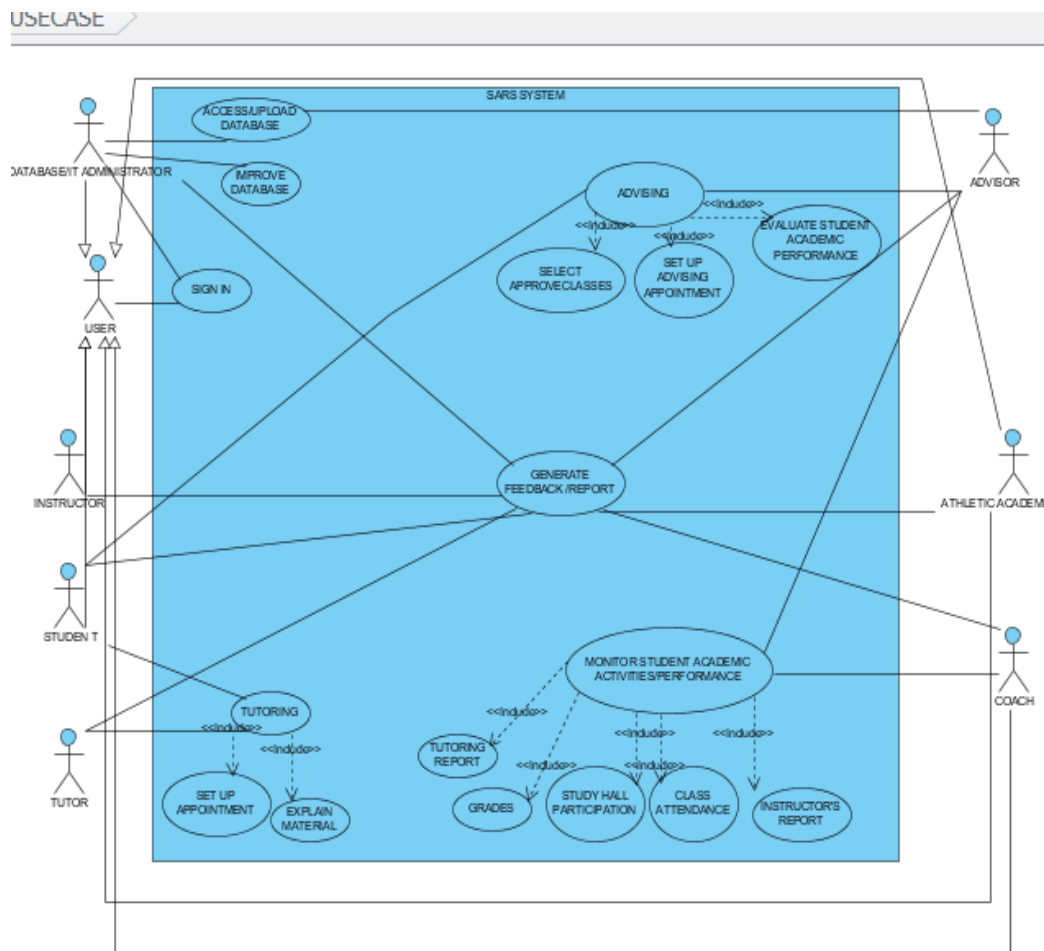 USECASE
SARS SYSTEM
ACCESS/UPLOAD
DATABASE
DATABASE/IT ADMINISTRATOR
IMPROVE
DATABASE
ADVISOR
ADVISING
<<Include>>
<<Include>>
<<Include>>
EVALUATE STUDENT
ACADEMIC
PERFORMANCE
SELECT
APPROVECLASSES
SET UP
ADVISING
APPOINTMENT
SIGN IN
USER
GENERATE
FEEDBACK/REPORT
INSTRUCTOR
ATHLETIC ACADEM
STUDEN T
MONITOR STUDENT ACADEMIC
ACTIVITIES/PERFORMANCE
COACH
TUTORING
<<Include>>
<<Include>>
<<Include>>
<<Include>>
<<Include>>
<<Include>>
<<Include>>
TUTORING
REPORT
TUTOR
SET UP
APPOINTMENT
EXPLAIN
MATERIAL
GRADES
STUDY HALL
PARTICIPATION
CLASS
ATTENDANCE
INSTRUCTOR'S
REPORT